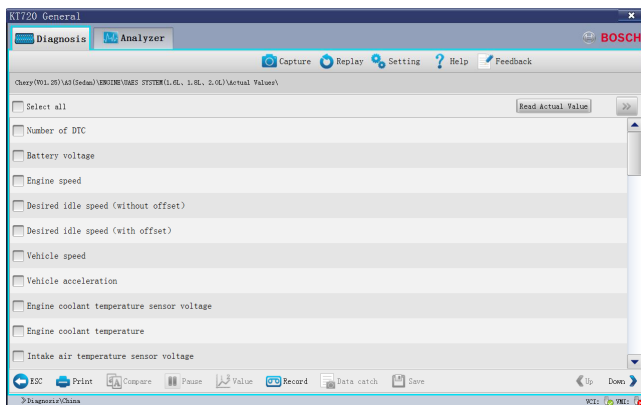 KT720 General
Diagnosis Analyzer BOSCH
Capture Replay Setting Help Feedback
Chery(V01.25)\A3(Sedan)\ENGINE\UAES SYSTEM(1.6L、1.8L、2.0L)\Actual Values\
Select all Read Actual Value
Number of DTC
Battery voltage
Engine speed
Desired idle speed (without offset)
Desired idle speed (with offset)
Vehicle speed
Vehicle acceleration
Engine coolant temperature sensor voltage
Engine coolant temperature
Intake air temperature sensor voltage
ESC Print Compare Pause Value Record Data catch Save Up Down
Diagnosis\China VCI: VMI: